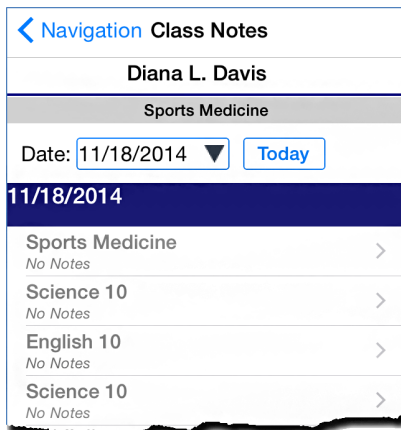 Navigation Class Notes
Diana L. Davis
Sports Medicine
Date: 11/18/2014 Today
11/18/2014
Sports Medicine
No Notes
Science 10
No Notes
English 10
No Notes
Science 10
No Notes